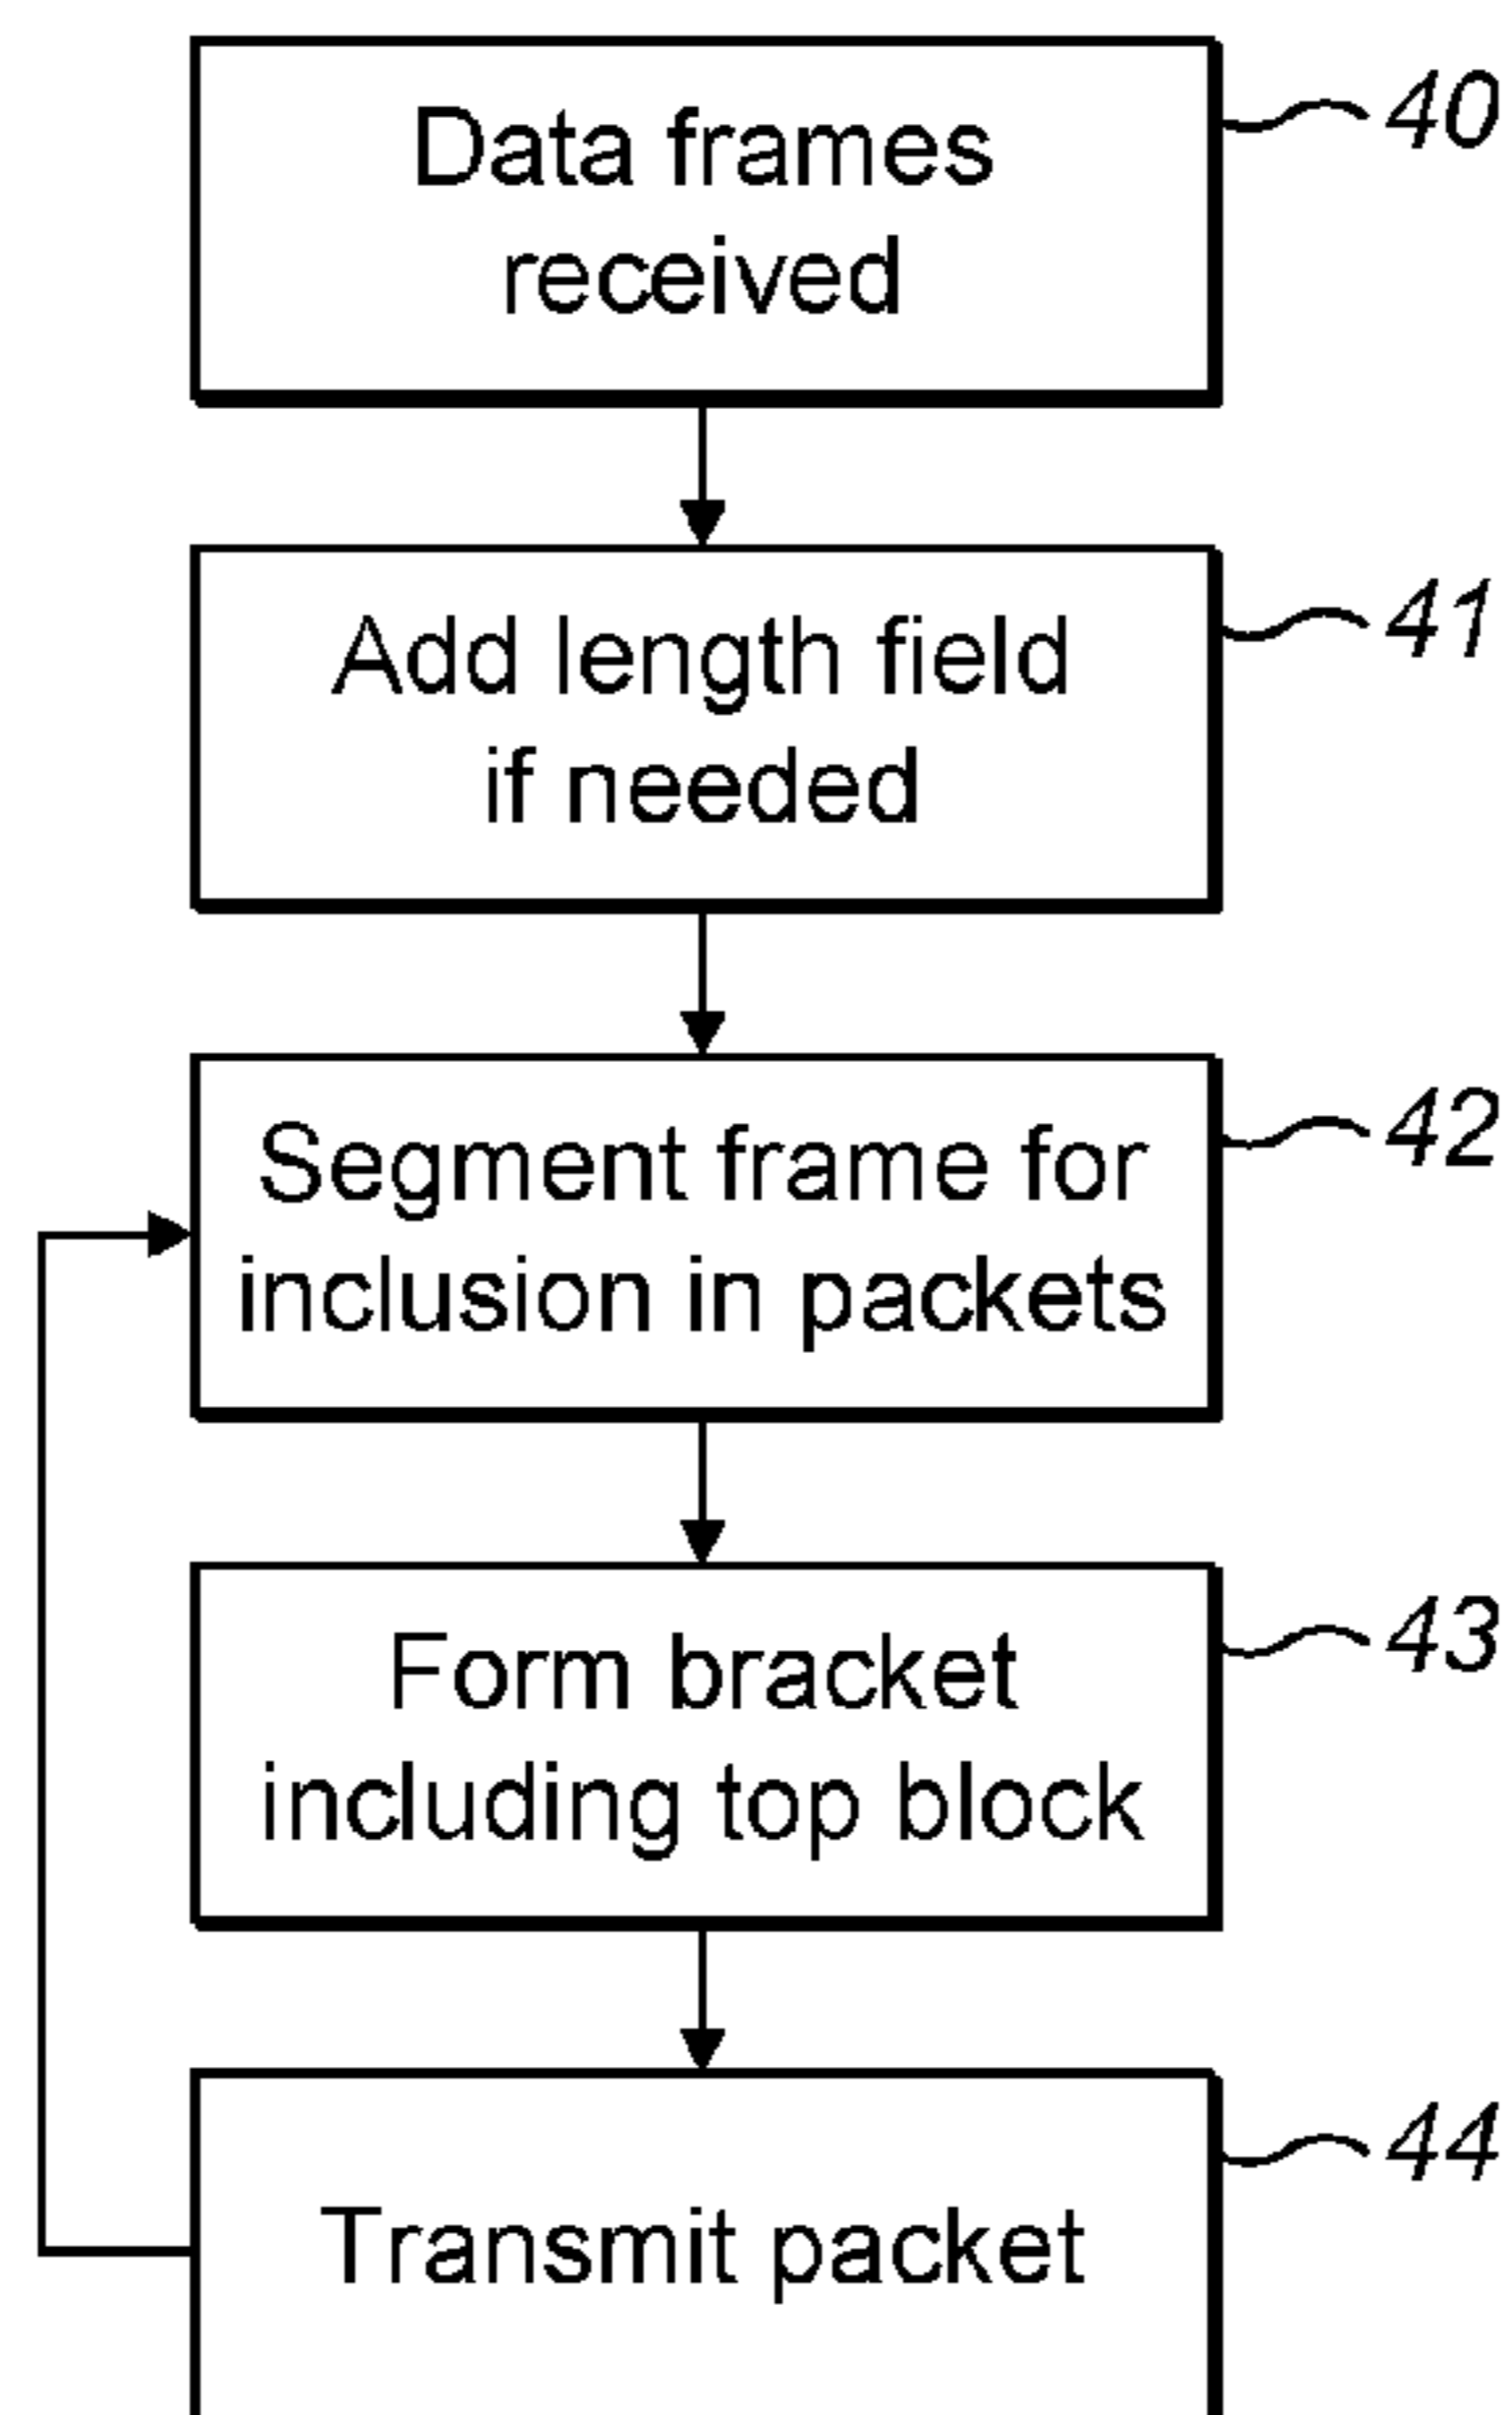 Data frames
received
40
Add length field
if needed
41
Segment frame for
inclusion in packets
42
Form bracket
including top block
43
Transmit packet
44